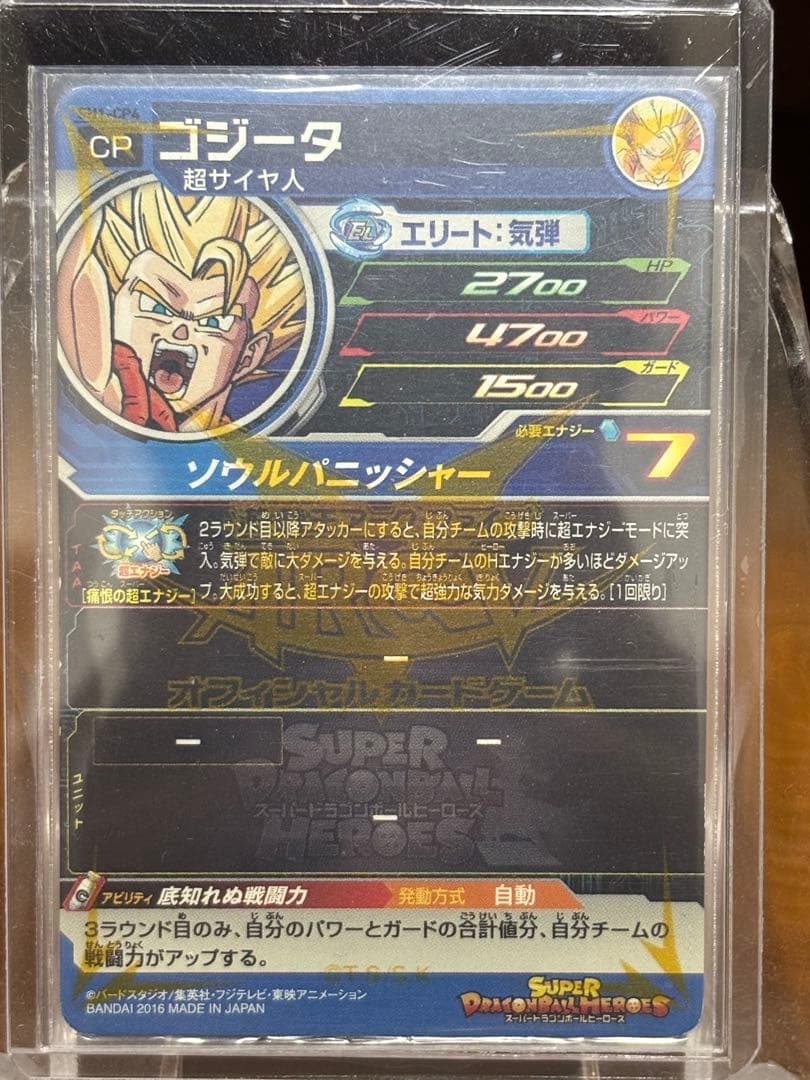 CP4
CP
ゴジータ
超サイヤ人
エリート:気弾
HP
2700
パワー
4700
ガード
1500
必要エナジー
7
ソウルパニッシャー
タッチアクション
超エナジー
TAA
[痛恨の超エナジー]
2ラウンド目以降アタッカーにすると、自分チームの攻撃時に超エナジーモードに突
入。気弾で敵に大ダメージを与える。自分チームのHエナジーが多いほどダメージアッ
プ。大成功すると、超エナジーの攻撃で超強力な気力ダメージを与える。[1回限り]
オフィシャルカードゲーム
ユニット
SUPER
DRAGONBALL
スーパードラゴンボールヒーローズ
HEROES
アビリティ 底知れぬ戦闘力
発動方式 自動
3ラウンド目のみ、自分のパワーとガードの合計値分、自分チームの
戦闘力がアップする。
©バードスタジオ/集英社・フジテレビ・東映アニメーション
BANDAI 2016 MADE IN JAPAN
SUPER
DRAGONBALL HEROES
スーパードラゴンボールヒーローズ